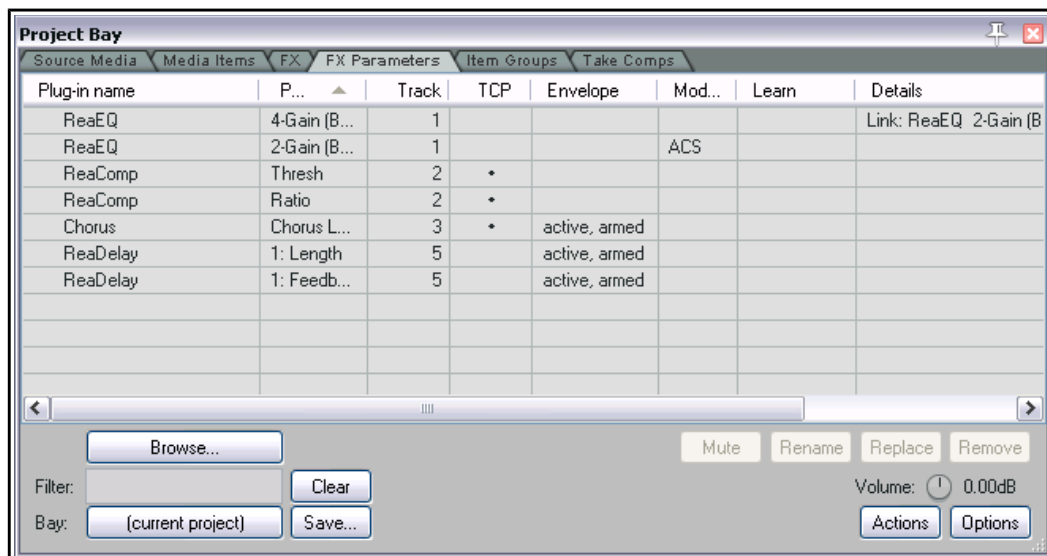 Project Bay
Source Media Media Items FX FX Parameters Item Groups Take Comps
Plug-in name P... Track TCP Envelope Mod... Learn Details
ReaEQ 4-Gain (B... 1 Link: ReaEQ 2-Gain (B
ReaEQ 2-Gain (B... 1 ACS
ReaComp Thresh 2 •
ReaComp Ratio 2 •
Chorus Chorus L... 3 • active, armed
ReaDelay 1: Length 5 active, armed
ReaDelay 1: Feedb... 5 active, armed
Browse... Mute Rename Replace Remove
Filter: Clear Volume: 0.00dB
Bay: (current project) Save... Actions Options